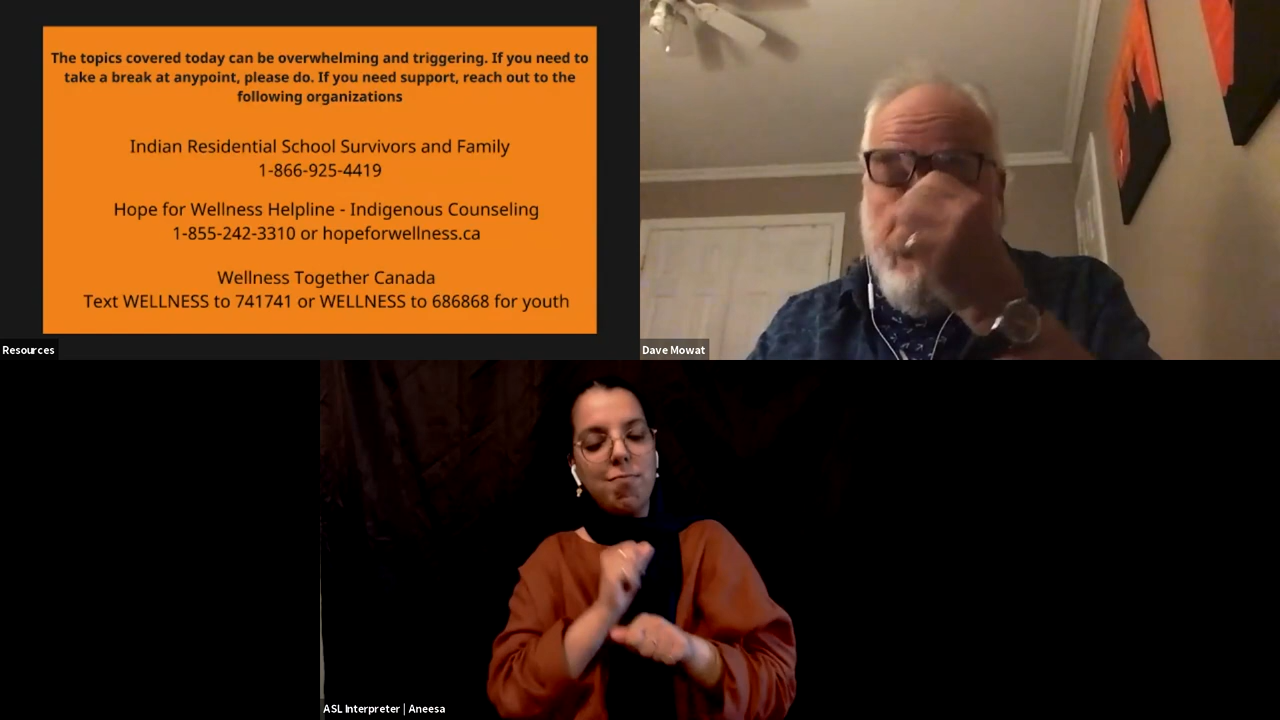 The topics covered today can be overwhelming and triggering. If you need to
take a break at anypoint, please do. If you need support, reach out to the
following organizations
Indian Residential School Survivors and Family
1-866-925-4419
Hope for Wellness Helpline - Indigenous Counseling
1-855-242-3310 or hopeforwellness.ca
Wellness Together Canada
Text WELLNESS to 741741 or WELLNESS to 686868 for youth
Resources
Dave Mowat
ASL Interpreter | Aneesa